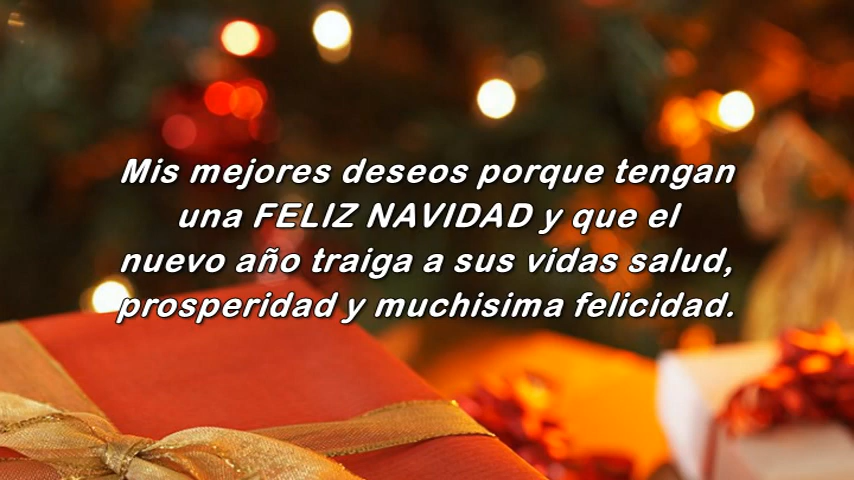 Mis mejores deseos porque tengan
una FELIZ NAVIDAD y que el
nuevo año traiga a sus vidas salud,
prosperidad y muchisima felicidad.